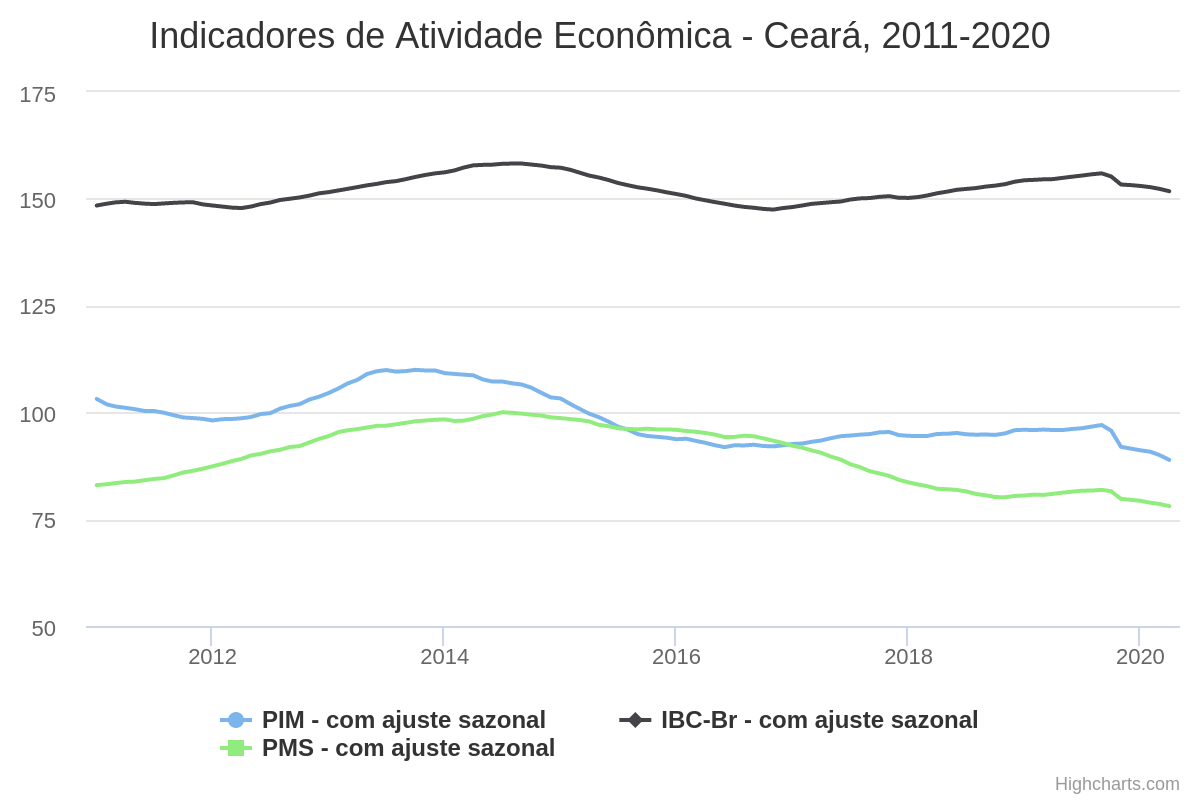 Indicadores de Atividade Econômica - Ceará, 2011-2020
175
150
125
100
75
50
2012 2014 2016 2018 2020
PIM - com ajuste sazonal IBC-Br - com ajuste sazonal
PMS - com ajuste sazonal
Highcharts.com